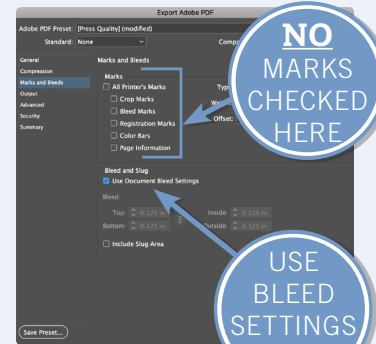 Export Adobe PDF
Adobe PDF Preset: [Press Quality] (modified)
Standard: None
General
Compression
Marks and Bleeds
Output
Advanced
Security
Summary
Marks and Bleeds
Marks
All Printer's Marks
Crop Marks
Bleed Marks
Registration Marks
Color Bars
Page Information
Offset:
NO
MARKS
CHECKED
HERE
Bleed and Slug
Use Document Bleed Settings
Bleed:
Top: 0.125 in
Inside: 0.125 in
Bottom: 0.125 in
Outside: 0.125 in
Include Slug Area
USE
BLEED
SETTINGS
Save Preset...